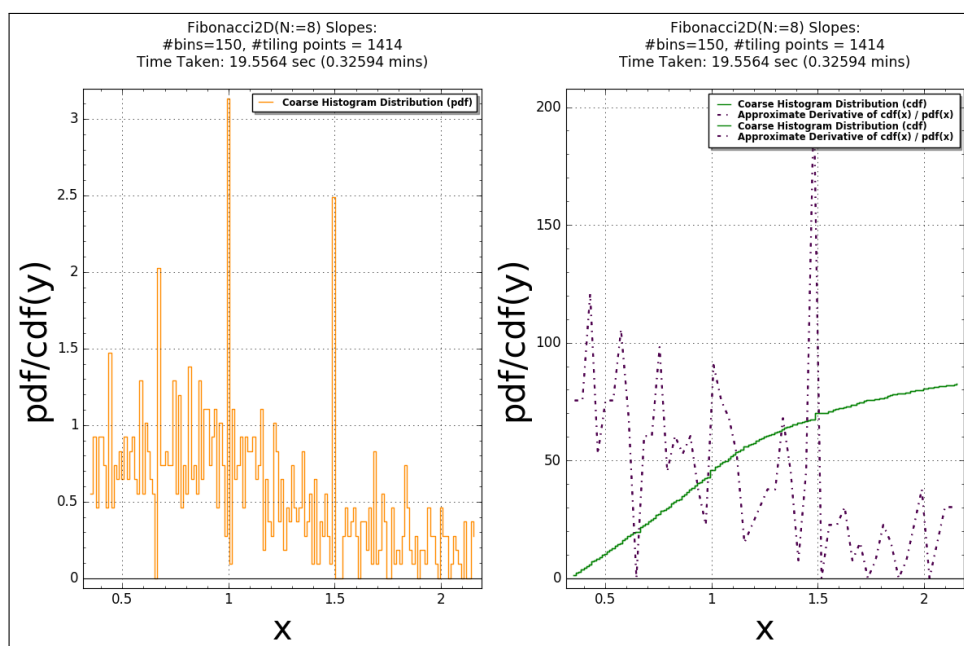 Fibonacci2D(N:=8) Slopes:
#bins=150, #tiling points = 1414
Time Taken: 19.5564 sec (0.32594 mins)
Coarse Histogram Distribution (pdf)
3
2.5
2
1.5
1
0.5
0
pdf/cdf(y)
0.5
1
1.5
2
x
Fibonacci2D(N:=8) Slopes:
#bins=150, #tiling points = 1414
Time Taken: 19.5564 sec (0.32594 mins)
Coarse Histogram Distribution (cdf)
Approximate Derivative of cdf(x) / pdf(x)
Coarse Histogram Distribution (cdf)
Approximate Derivative of cdf(x) / pdf(x)
200
150
100
50
0
pdf/cdf(y)
0.5
1
1.5
2
x